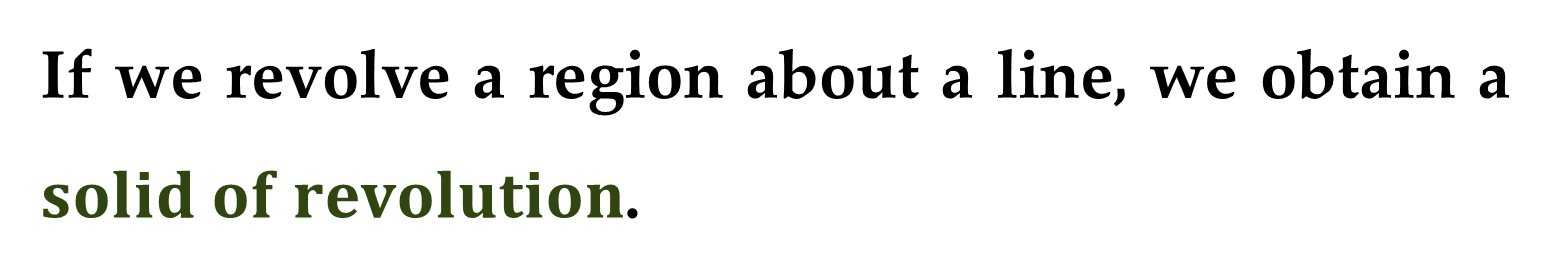 If we revolve a region about a line, we obtain a
solid of revolution.